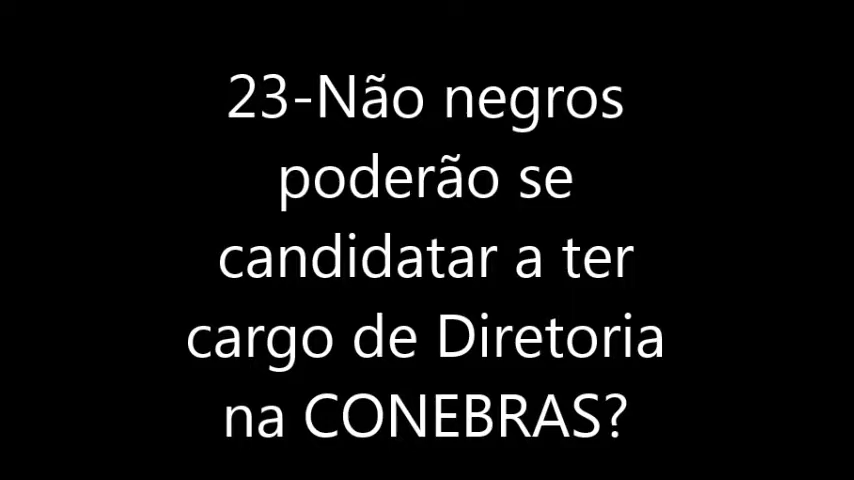 23-Não negros
poderão se
candidatar a ter
cargo de Diretoria
na CONEBRAS?